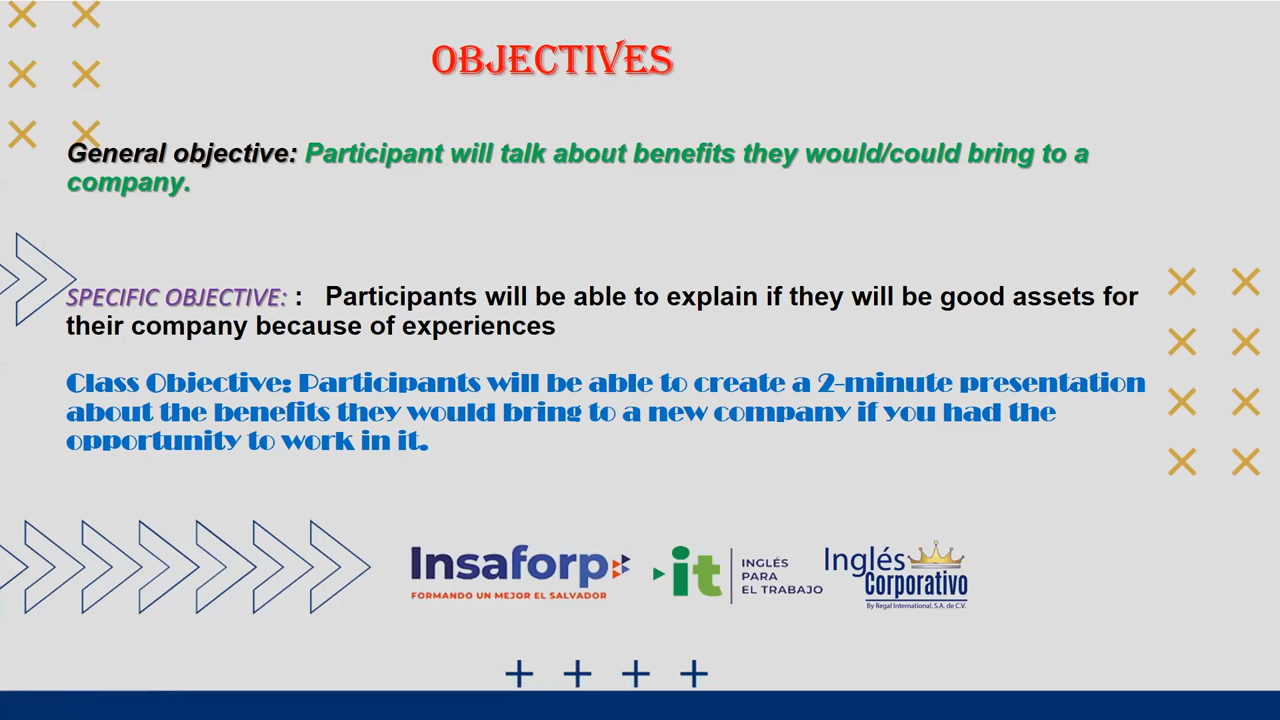 OBJECTIVES
General objective: Participant will talk about benefits they would/could bring to a
company.
SPECIFIC OBJECTIVE: : Participants will be able to explain if they will be good assets for
their company because of experiences
Class Objective: Participants will be able to create a 2-minute presentation
about the benefits they would bring to a new company if you had the
opportunity to work in it.
Insaforp
FORMANDO UN MEJOR EL SALVADOR
it
INGLÉS
PARA
EL TRABAJO
Inglés
Corporativo
By Regal International, S.A. de C.V.